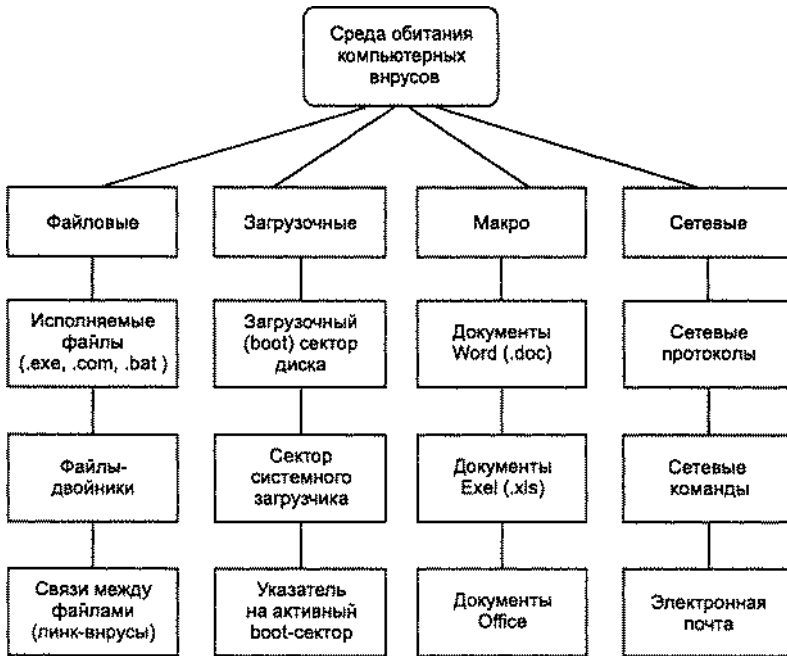 Среда обитания
компьютерных
внрусов
Файловые
Загрузочные
Макро
Сетевые
Исполняемые
файлы
(.exe, .com, .bat )
Загрузочный
(boot) сектор
диска
Документы
Word (.doc)
Сетевые
протоколы
Файлы-
двойники
Сектор
системного
загрузчика
Документы
Exel (.xls)
Сетевые
команды
Связи между
файлами
(линк-внрусы)
Указатель
на активный
boot-сектор
Документы
Office
Электронная
почта